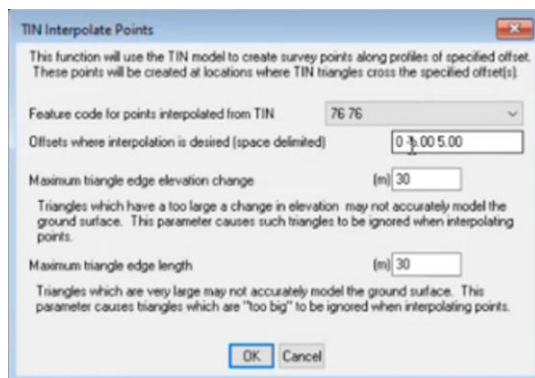 TIN Interpolate Points
This function will use the TIN model to create survey points along profiles of specified offset.
These points will be created at locations where TIN triangles cross the specified offset(s).
Feature code for points interpolated from TIN 76 76
Offsets where interpolation is desired (space delimited) 0 5.00
Maximum triangle edge elevation change (m) 30
Triangles which have a too large a change in elevation may not accurately model the
ground surface. This parameter causes such triangles to be ignored when interpolating
points.
Maximum triangle edge length (m) 30
Triangles which are very large may not accurately model the ground surface. This
parameter causes triangles which are "too big" to be ignored when interpolating points.
OK Cancel